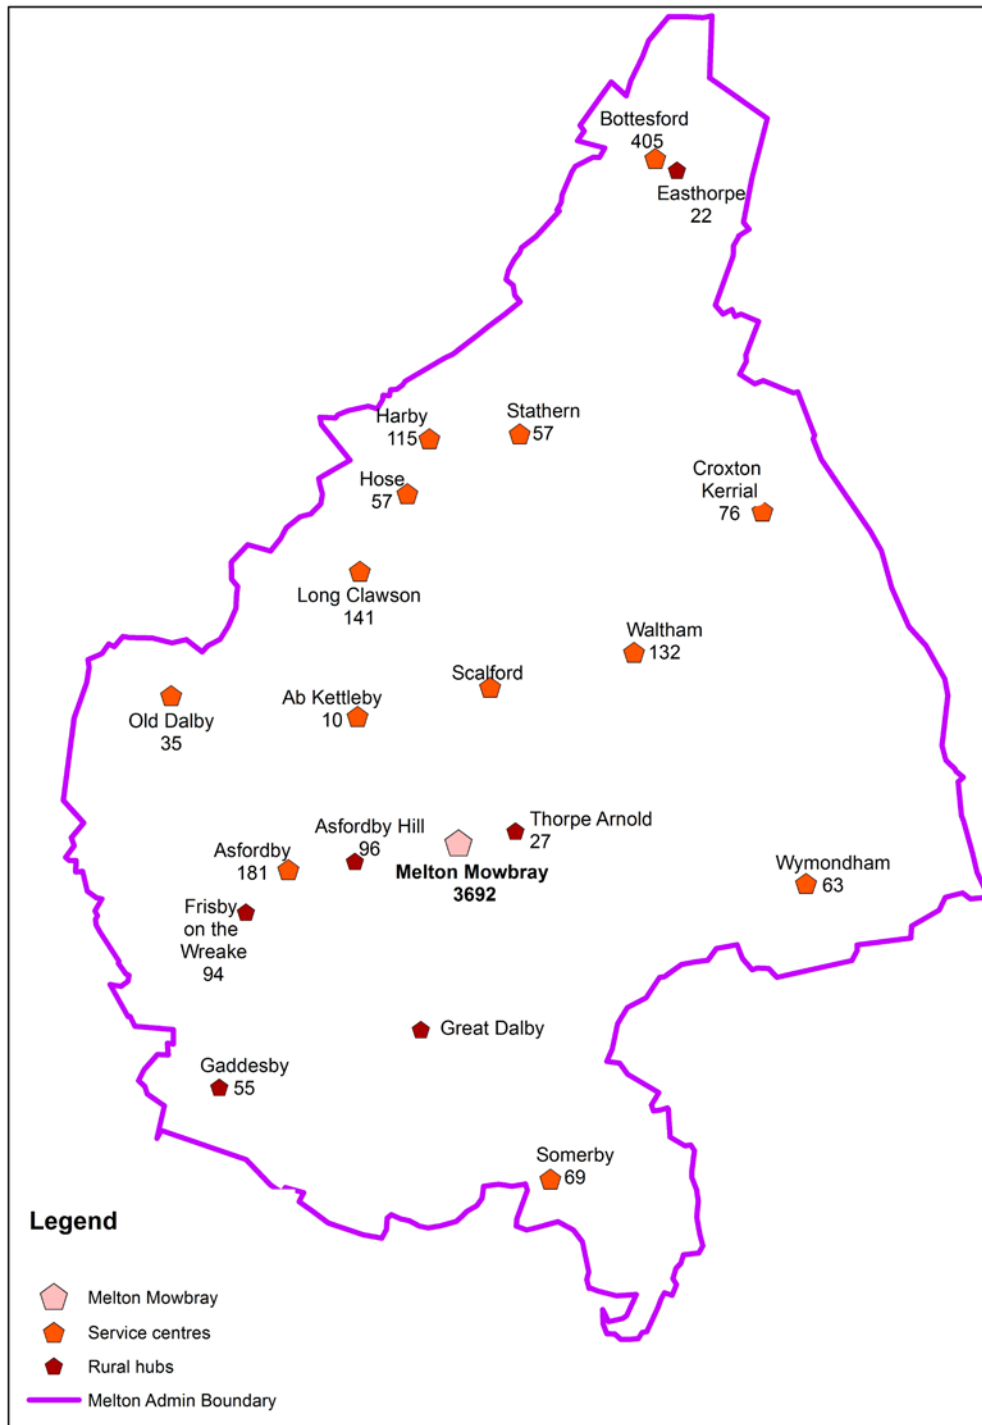 Bottesford
405
Easthorpe
22
Harby
115
Stathern
57
Hose
57
Croxton
Kerrial
76
Long Clawson
141
Waltham
132
Scalford
Ab Kettleby
10
Old Dalby
35
Asfordby Hill
96
Thorpe Arnold
27
Asfordby
181
Melton Mowbray
3692
Wymondham
63
Frisby
on the
Wreake
94
Great Dalby
Gaddesby
55
Somerby
69
Legend
Melton Mowbray
Service centres
Rural hubs
Melton Admin Boundary